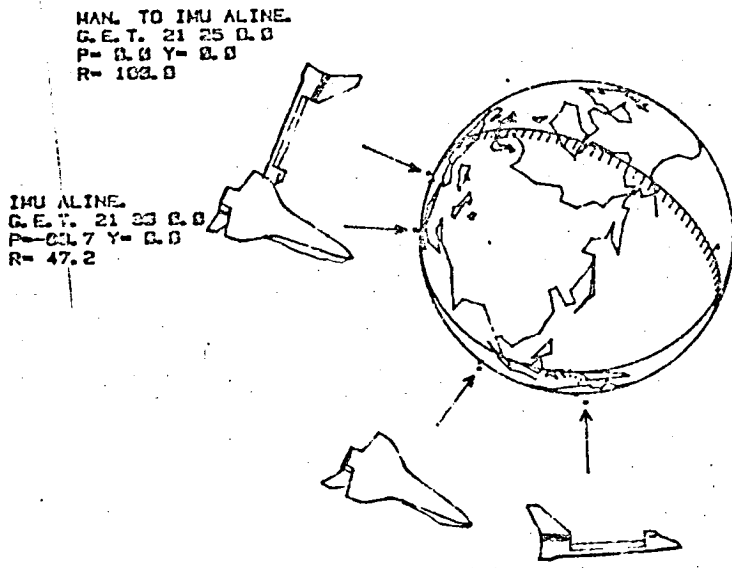 MAN. TO IMU ALINE.
G.E.T. 21 25 0.0
P= 0.0 Y= 0.0
R=
IMU ALINE.
G.E.T. 21 0.0
Y= 0.0
R= 47.2